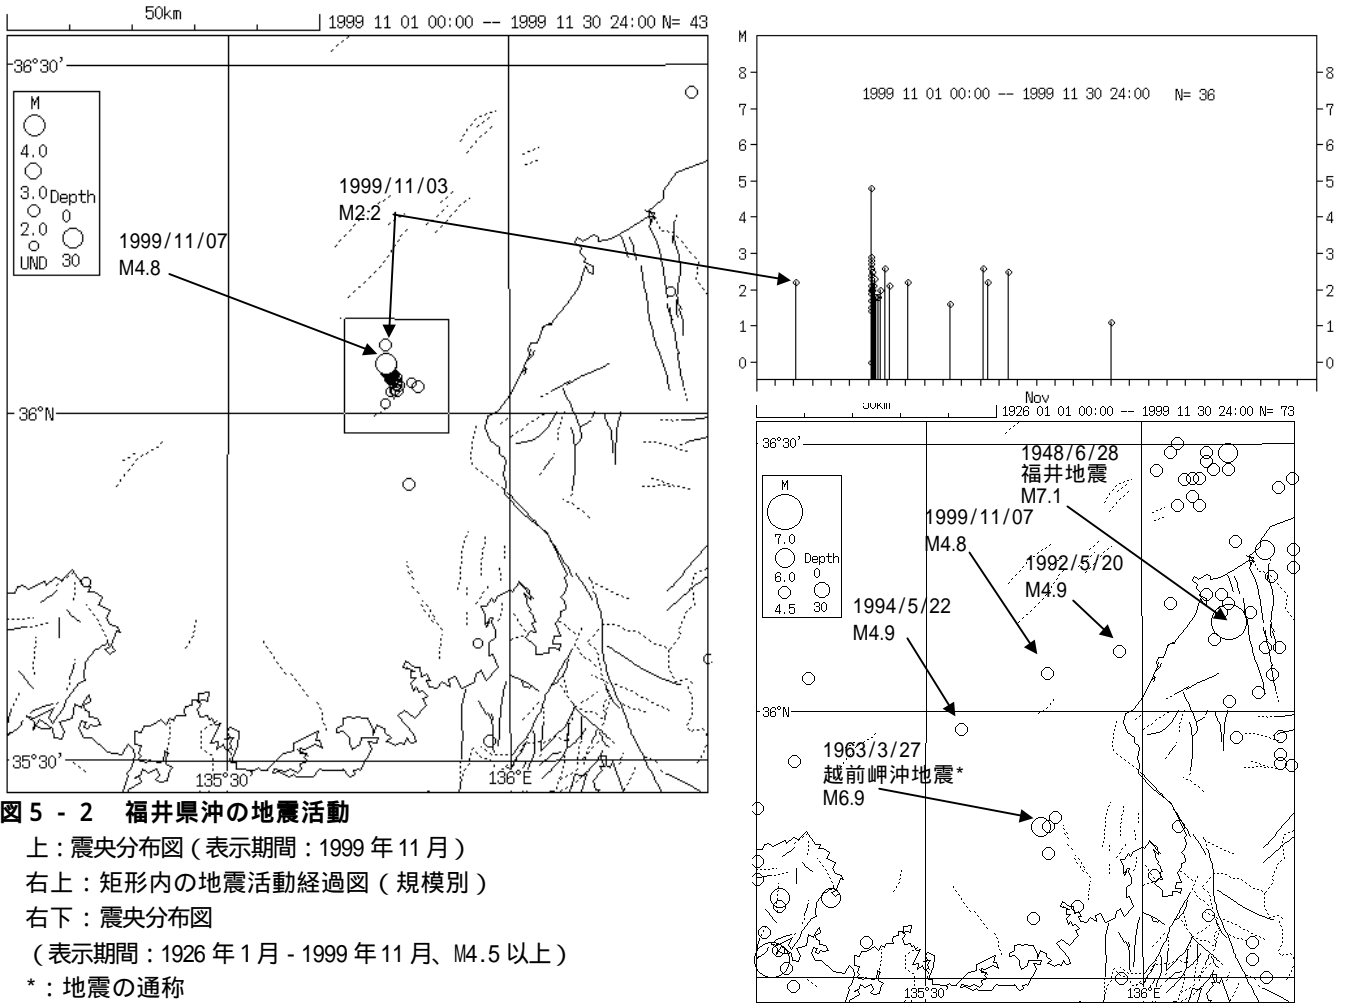 50km
1999 11 01 00:00 -- 1999 11 30 24:00 N= 43
36°30'
M
4.0
3.0
2.0
UND
Depth
0
30
1999/11/03
M2.2
1999/11/07
M4.8
36°N
35°30'
135°30'
136°E
M
8
7
6
5
4
3
2
1
0
1999 11 01 00:00 -- 1999 11 30 24:00 N= 36
8
7
6
5
4
3
2
1
0
Nov
50km
1926 01 01 00:00 -- 1999 11 30 24:00 N= 73
36°30'
M
7.0
6.0
4.5
Depth
0
30
1948/6/28
福井地震
M7.1
1999/11/07
M4.8
1992/5/20
M4.9
1994/5/22
M4.9
36°N
1963/3/27
越前岬沖地震*
M6.9
135°30'
136°E
図5-2 福井県沖の地震活動
上:震央分布図(表示期間:1999年11月)
右上:矩形内の地震活動経過図(規模別)
右下:震央分布図
(表示期間:1926年1月-1999年11月、M4.5以上)
*:地震の通称